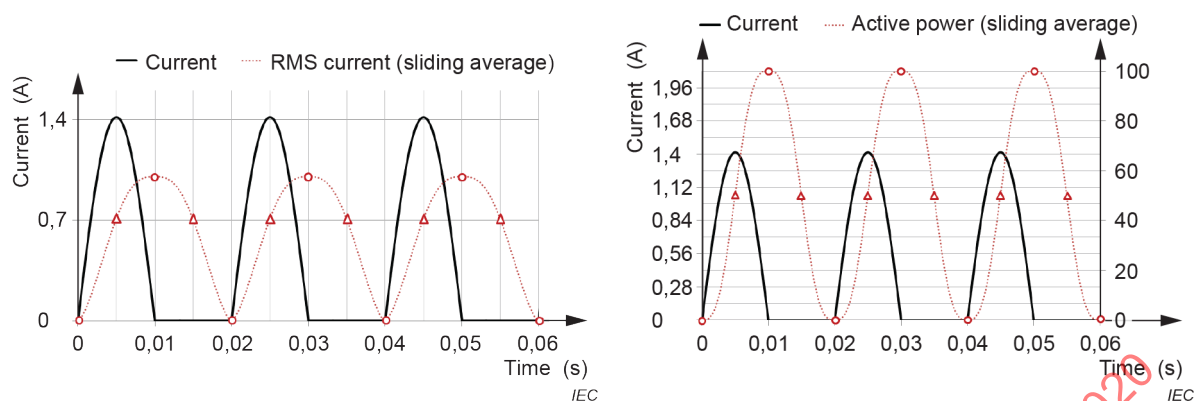 Current RMS current (sliding average)
Current (A)
1,4
0,7
0
0 0,01 0,02 0,03 0,04 0,05 0,06
Time (s)
IEC
Current Active power (sliding average)
Current (A)
1,96
1,68
1,4
1,12
0,84
0,56
0,28
0
100
80
60
40
20
0
0 0,01 0,02 0,03 0,04 0,05 0,06
Time (s)
IEC
020